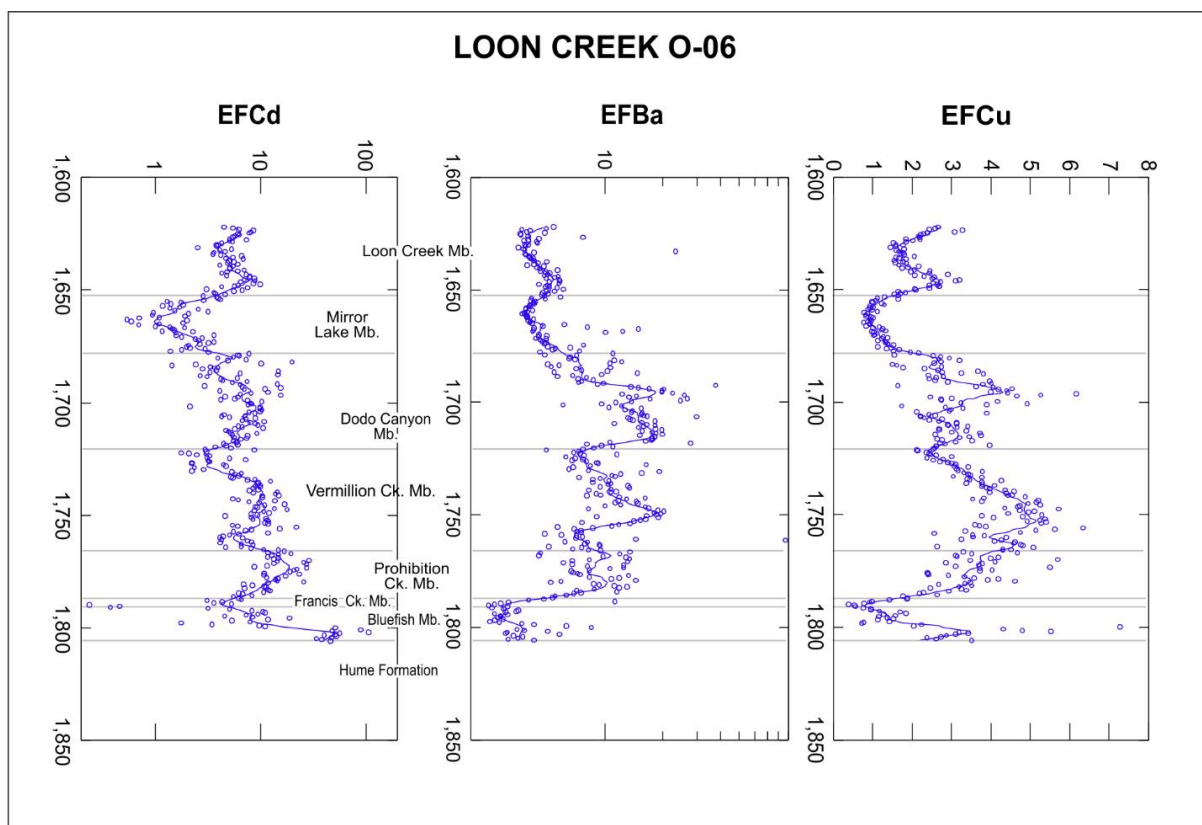 LOON CREEK O-06
EFCd
EFBa
EFCu
1
10
100
10
0
1
2
3
4
5
6
7
8
1,600
1,650
1,700
1,750
1,800
1,850
1,600
1,650
1,700
1,750
1,800
1,850
1,600
1,650
1,700
1,750
1,800
1,850
Loon Creek Mb.
Mirror
Lake Mb.
Dodo Canyon
Mb.
Vermillion Ck. Mb.
Prohibition
Ck. Mb.
Francis Ck. Mb.
Bluefish Mb.
Hume Formation